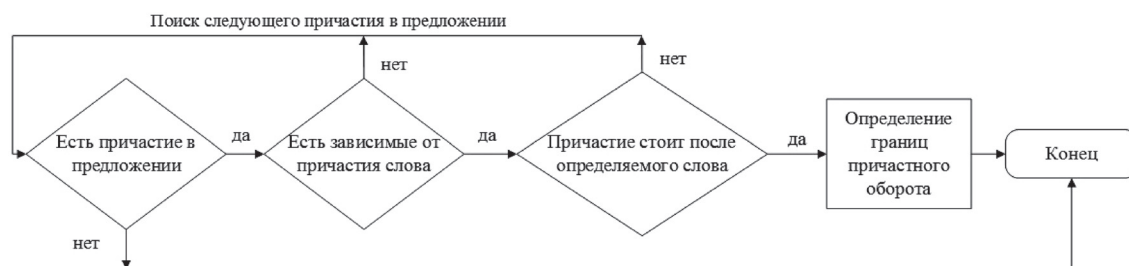 Поиск следующего причастия в предложении
нет
нет
Есть причастие в
предложении
да
Есть зависимые от
причастия слова
да
Причастие стоит после
определяемого слова
да
Определение
границ
причастного
оборота
Конец
нет